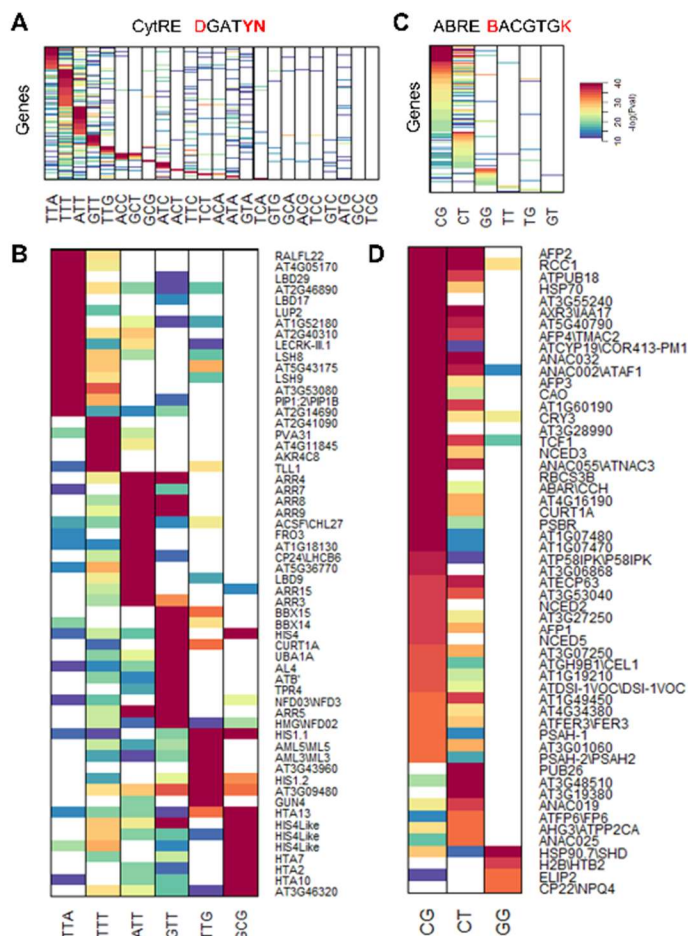 A
CytRE DGATYN
Genes
TTA
TTT
ATT
GTT
TTG
ACC
GCT
GCG
ATC
ACT
TTC
TCT
ACA
ATA
GTA
TCA
GTG
GCA
ACG
TCC
GTC
ATG
GCC
TCG
C
ABRE BACGTGK
Genes
CG
CT
GG
TT
TG
GT
10 20 30 40
-log(Pval)
B
RALFL22
AT4G05170
LBD29
AT2G46890
LBD17
LUP2
AT1G52180
AT2G40310
LECRK-III.1
LSH8
AT5G43175
LSH9
AT3G53080
PIP1;2\PIP1B
AT2G14690
AT2G41090
PVA31
AT4G11845
AKR4C8
TLL1
ARR4
ARR7
ARR8
ARR9
ACSF\CHL27
FRO3
AT1G18130
CP24\LHCB6
AT5G36770
LBD9
ARR15
ARR3
BBX15
BBX14
HIS4
CURT1A
UBA1A
AL4
ATB'
TPR4
NFD03\NFD3
ARR5
HMG\NFD02
HIS1.1
AML5\ML5
AML3\ML3
AT3G43960
HIS1.2
AT3G09480
GUN4
HTA13
HIS4Like
HIS4Like
HIS4Like
HTA7
HTA2
HTA10
AT3G46320
TTA
TTT
ATT
GTT
TTG
GCG
D
AFP2
RCC1
ATPUB18
HSP70
AT3G55240
AXR3\IAA17
AT5G40790
AFP4\TMAC2
ATCYP19\COR413-PM1
ANAC032
ANAC002\ATAF1
AFP3
CAO
AT1G60190
CRY3
AT3G28990
TCF1
NCED3
ANAC055\ATNAC3
RBCS3B
ABAR\CCH
AT4G16190
CURT1A
PSBR
AT1G07480
AT1G07470
ATP58IPK\P58IPK
AT3G06868
ATECP63
AT3G53040
NCED2
AT3G27250
AFP1
NCED5
AT3G07250
ATGH9B1\CEL1
AT1G19210
ATDSI-1VOC\DSI-1VOC
AT1G49450
AT4G34380
ATFER3\FER3
PSAH-1
AT3G01060
PSAH-2\PSAH2
PUB26
AT3G48510
AT3G19380
ANAC019
ATFP6\FP6
AHG3\ATPP2CA
ANAC025
HSP90.7\SHD
H2B\HTB2
ELIP2
CP22\NPQ4
CG
CT
GG